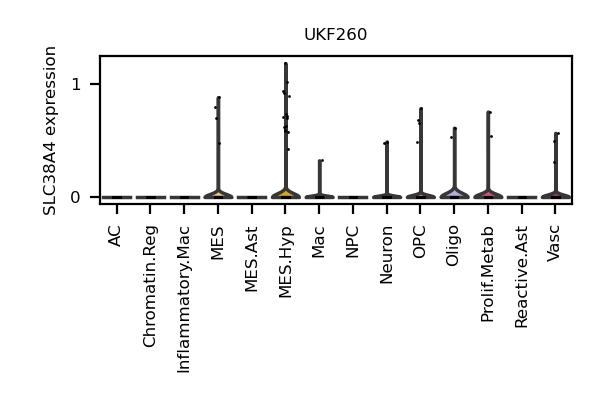 UKF260
SLC38A4 expression
1
0
AC
Chromatin.Reg
Inflammatory.Mac
MES
MES.Ast
MES.Hyp
Mac
NPC
Neuron
OPC
Oligo
Prolif.Metab
Reactive.Ast
Vasc